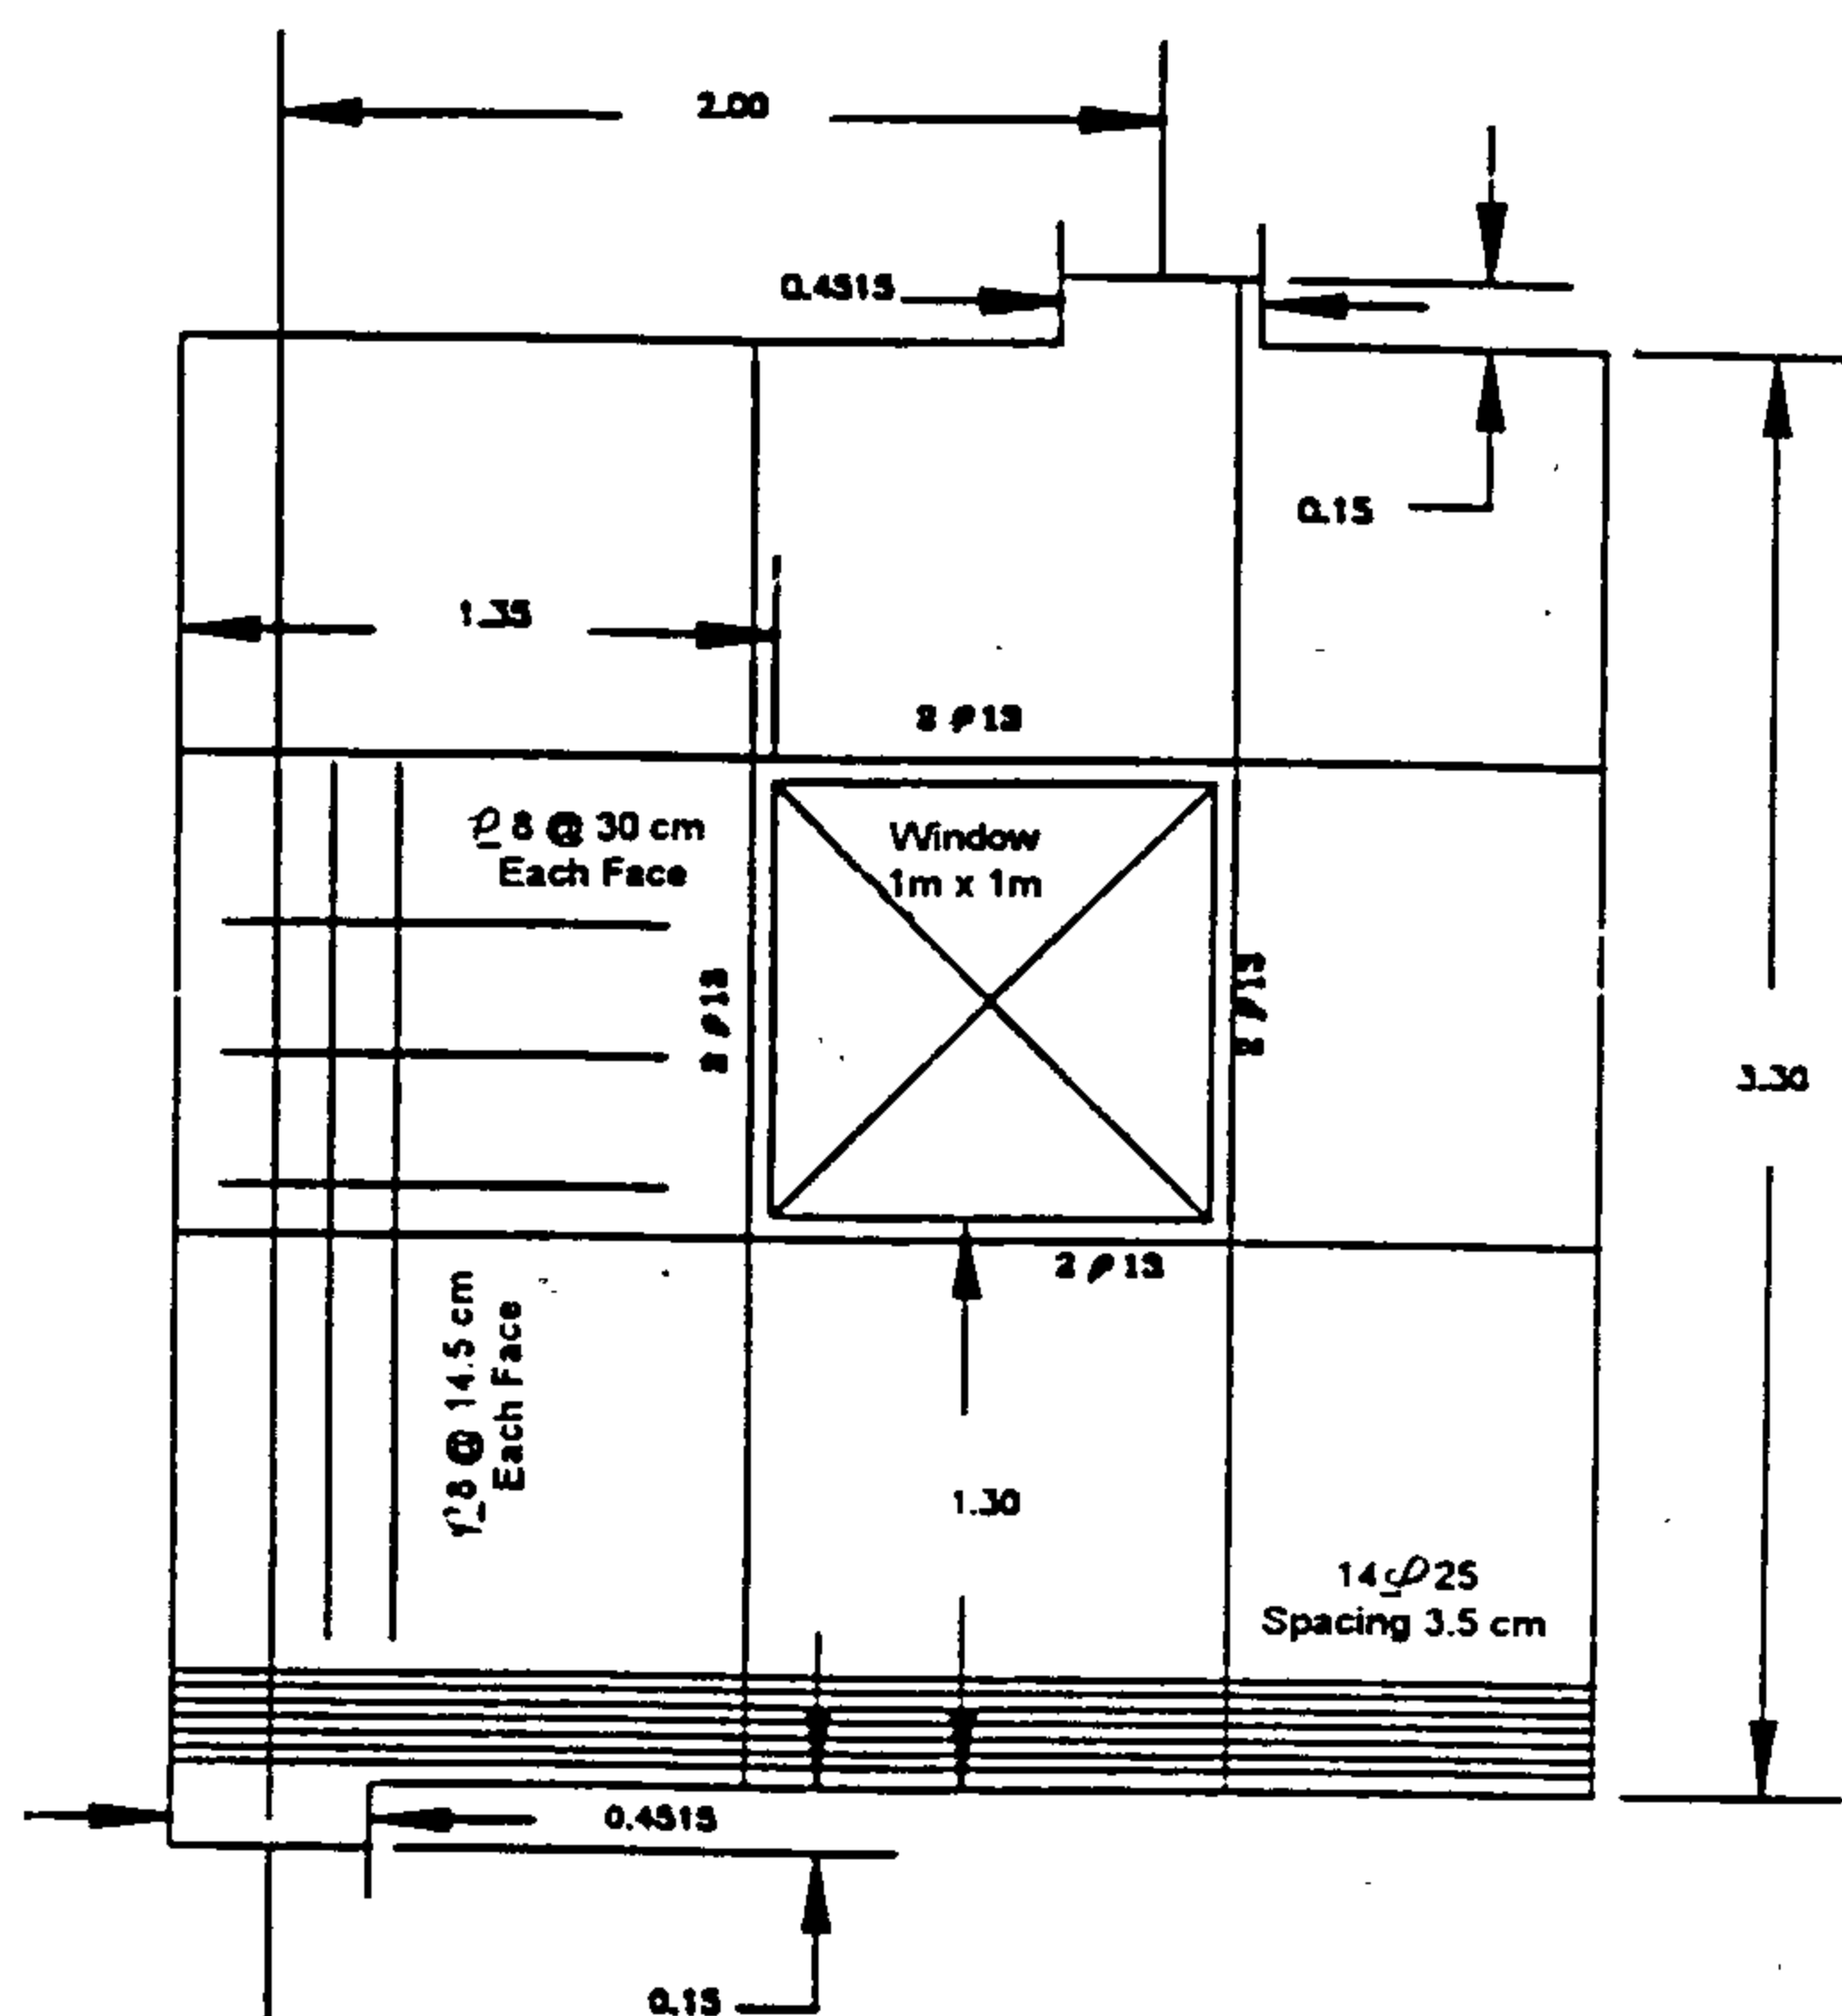 2.00
0.4515
0.15
1.35
2 ϕ 13
ϕ 8 @ 30 cm
Each Face
Window
1m x 1m
2 ϕ 13
2 ϕ 13
3.30
2 ϕ 13
ϕ 8 @ 14.5 cm
Each Face
1.30
14 ϕ 25
Spacing 3.5 cm
0.4515
0.15